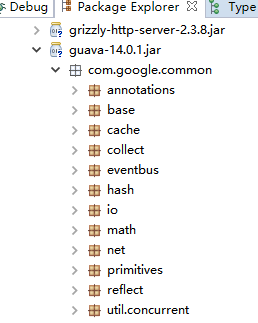 Debug Package Explorer Type
grizzly-http-server-2.3.8.jar
guava-14.0.1.jar
com.google.common
annotations
base
cache
collect
eventbus
hash
io
math
net
primitives
reflect
util.concurrent